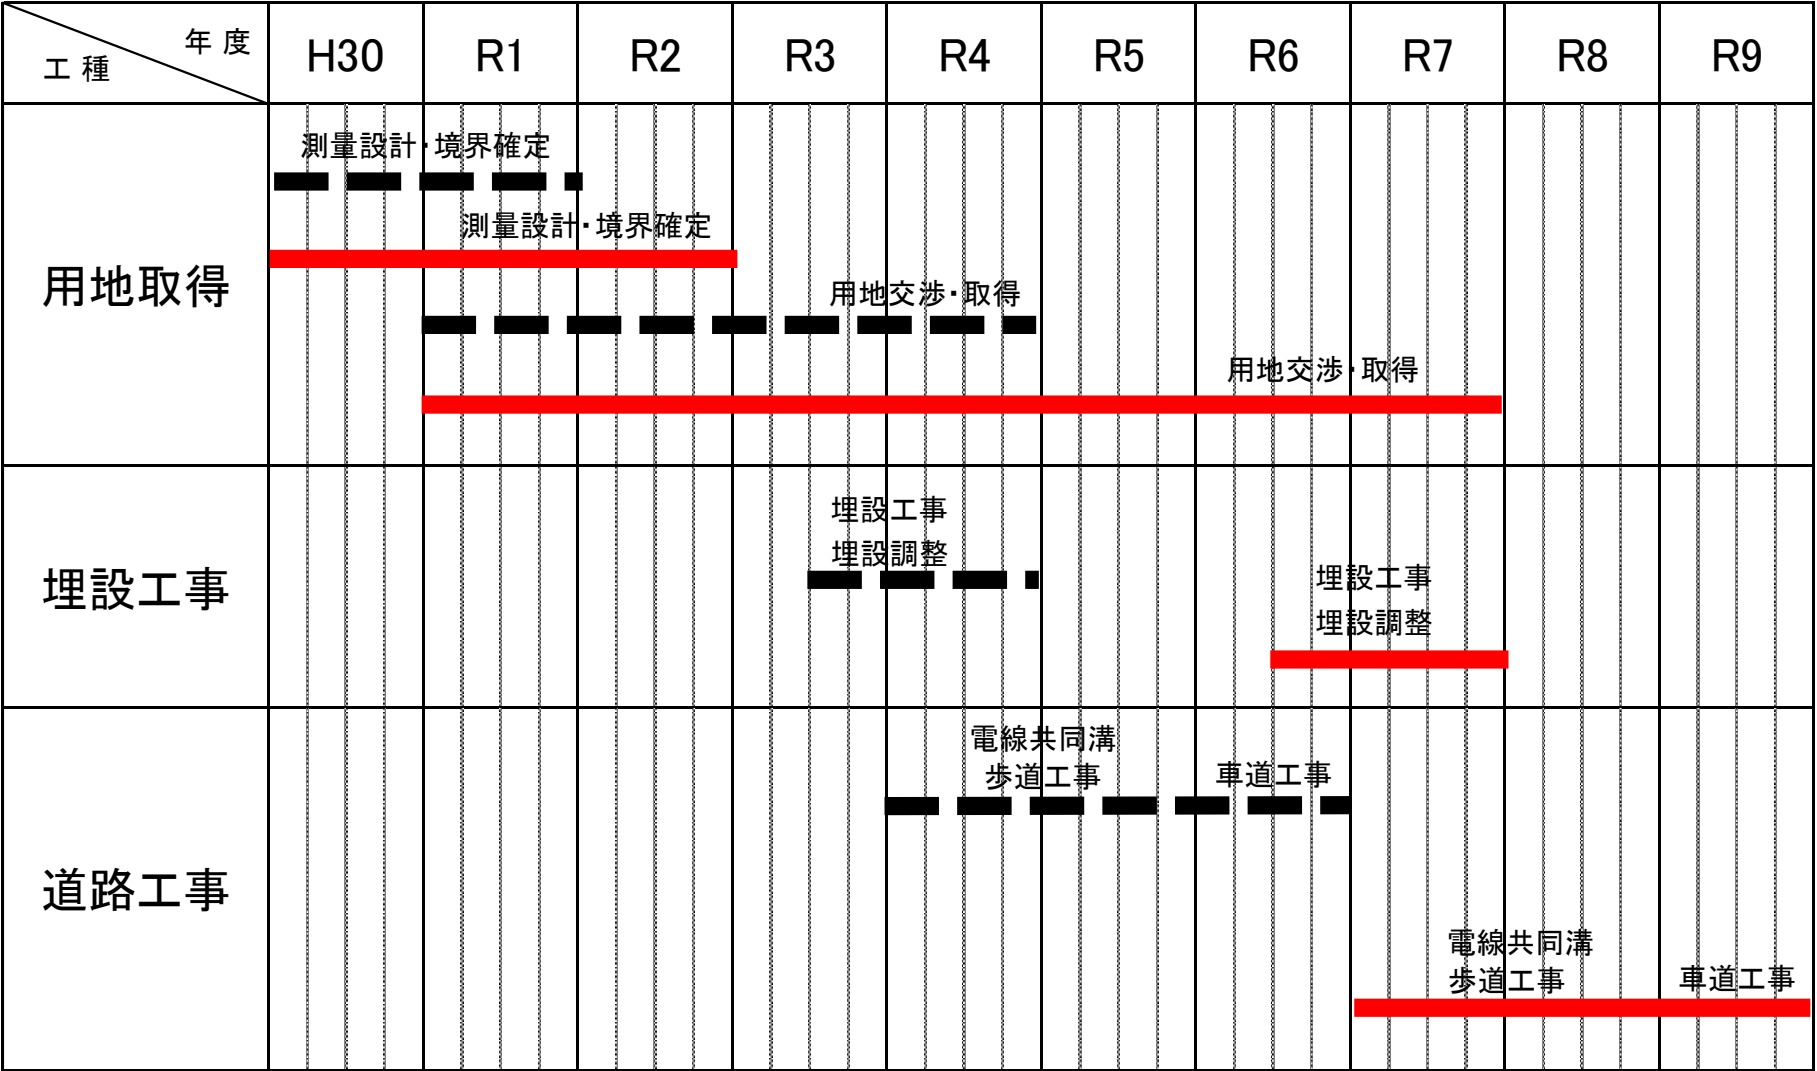 年度
工種
H30 R1 R2 R3 R4 R5 R6 R7 R8 R9
用地取得
測量設計・境界確定
測量設計・境界確定
用地交渉・取得
用地交渉・取得
埋設工事
埋設工事
埋設調整
埋設工事
埋設調整
道路工事
電線共同溝
歩道工事
車道工事
電線共同溝
歩道工事
車道工事